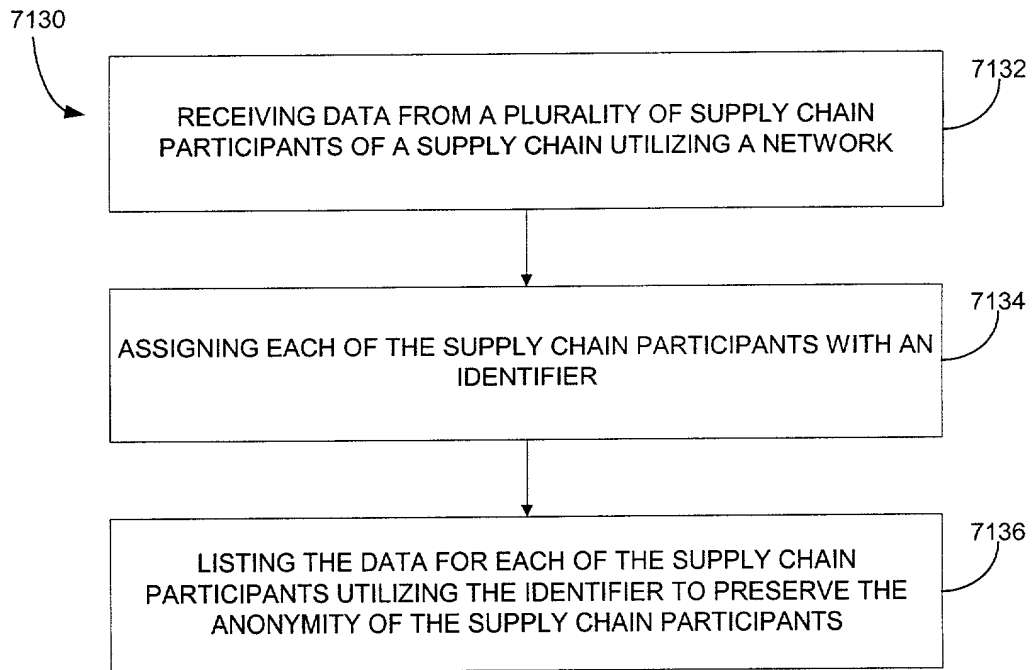 7130
7132
RECEIVING DATA FROM A PLURALITY OF SUPPLY CHAIN
PARTICIPANTS OF A SUPPLY CHAIN UTILIZING A NETWORK
7134
ASSIGNING EACH OF THE SUPPLY CHAIN PARTICIPANTS WITH AN
IDENTIFIER
7136
LISTING THE DATA FOR EACH OF THE SUPPLY CHAIN
PARTICIPANTS UTILIZING THE IDENTIFIER TO PRESERVE THE
ANONYMITY OF THE SUPPLY CHAIN PARTICIPANTS